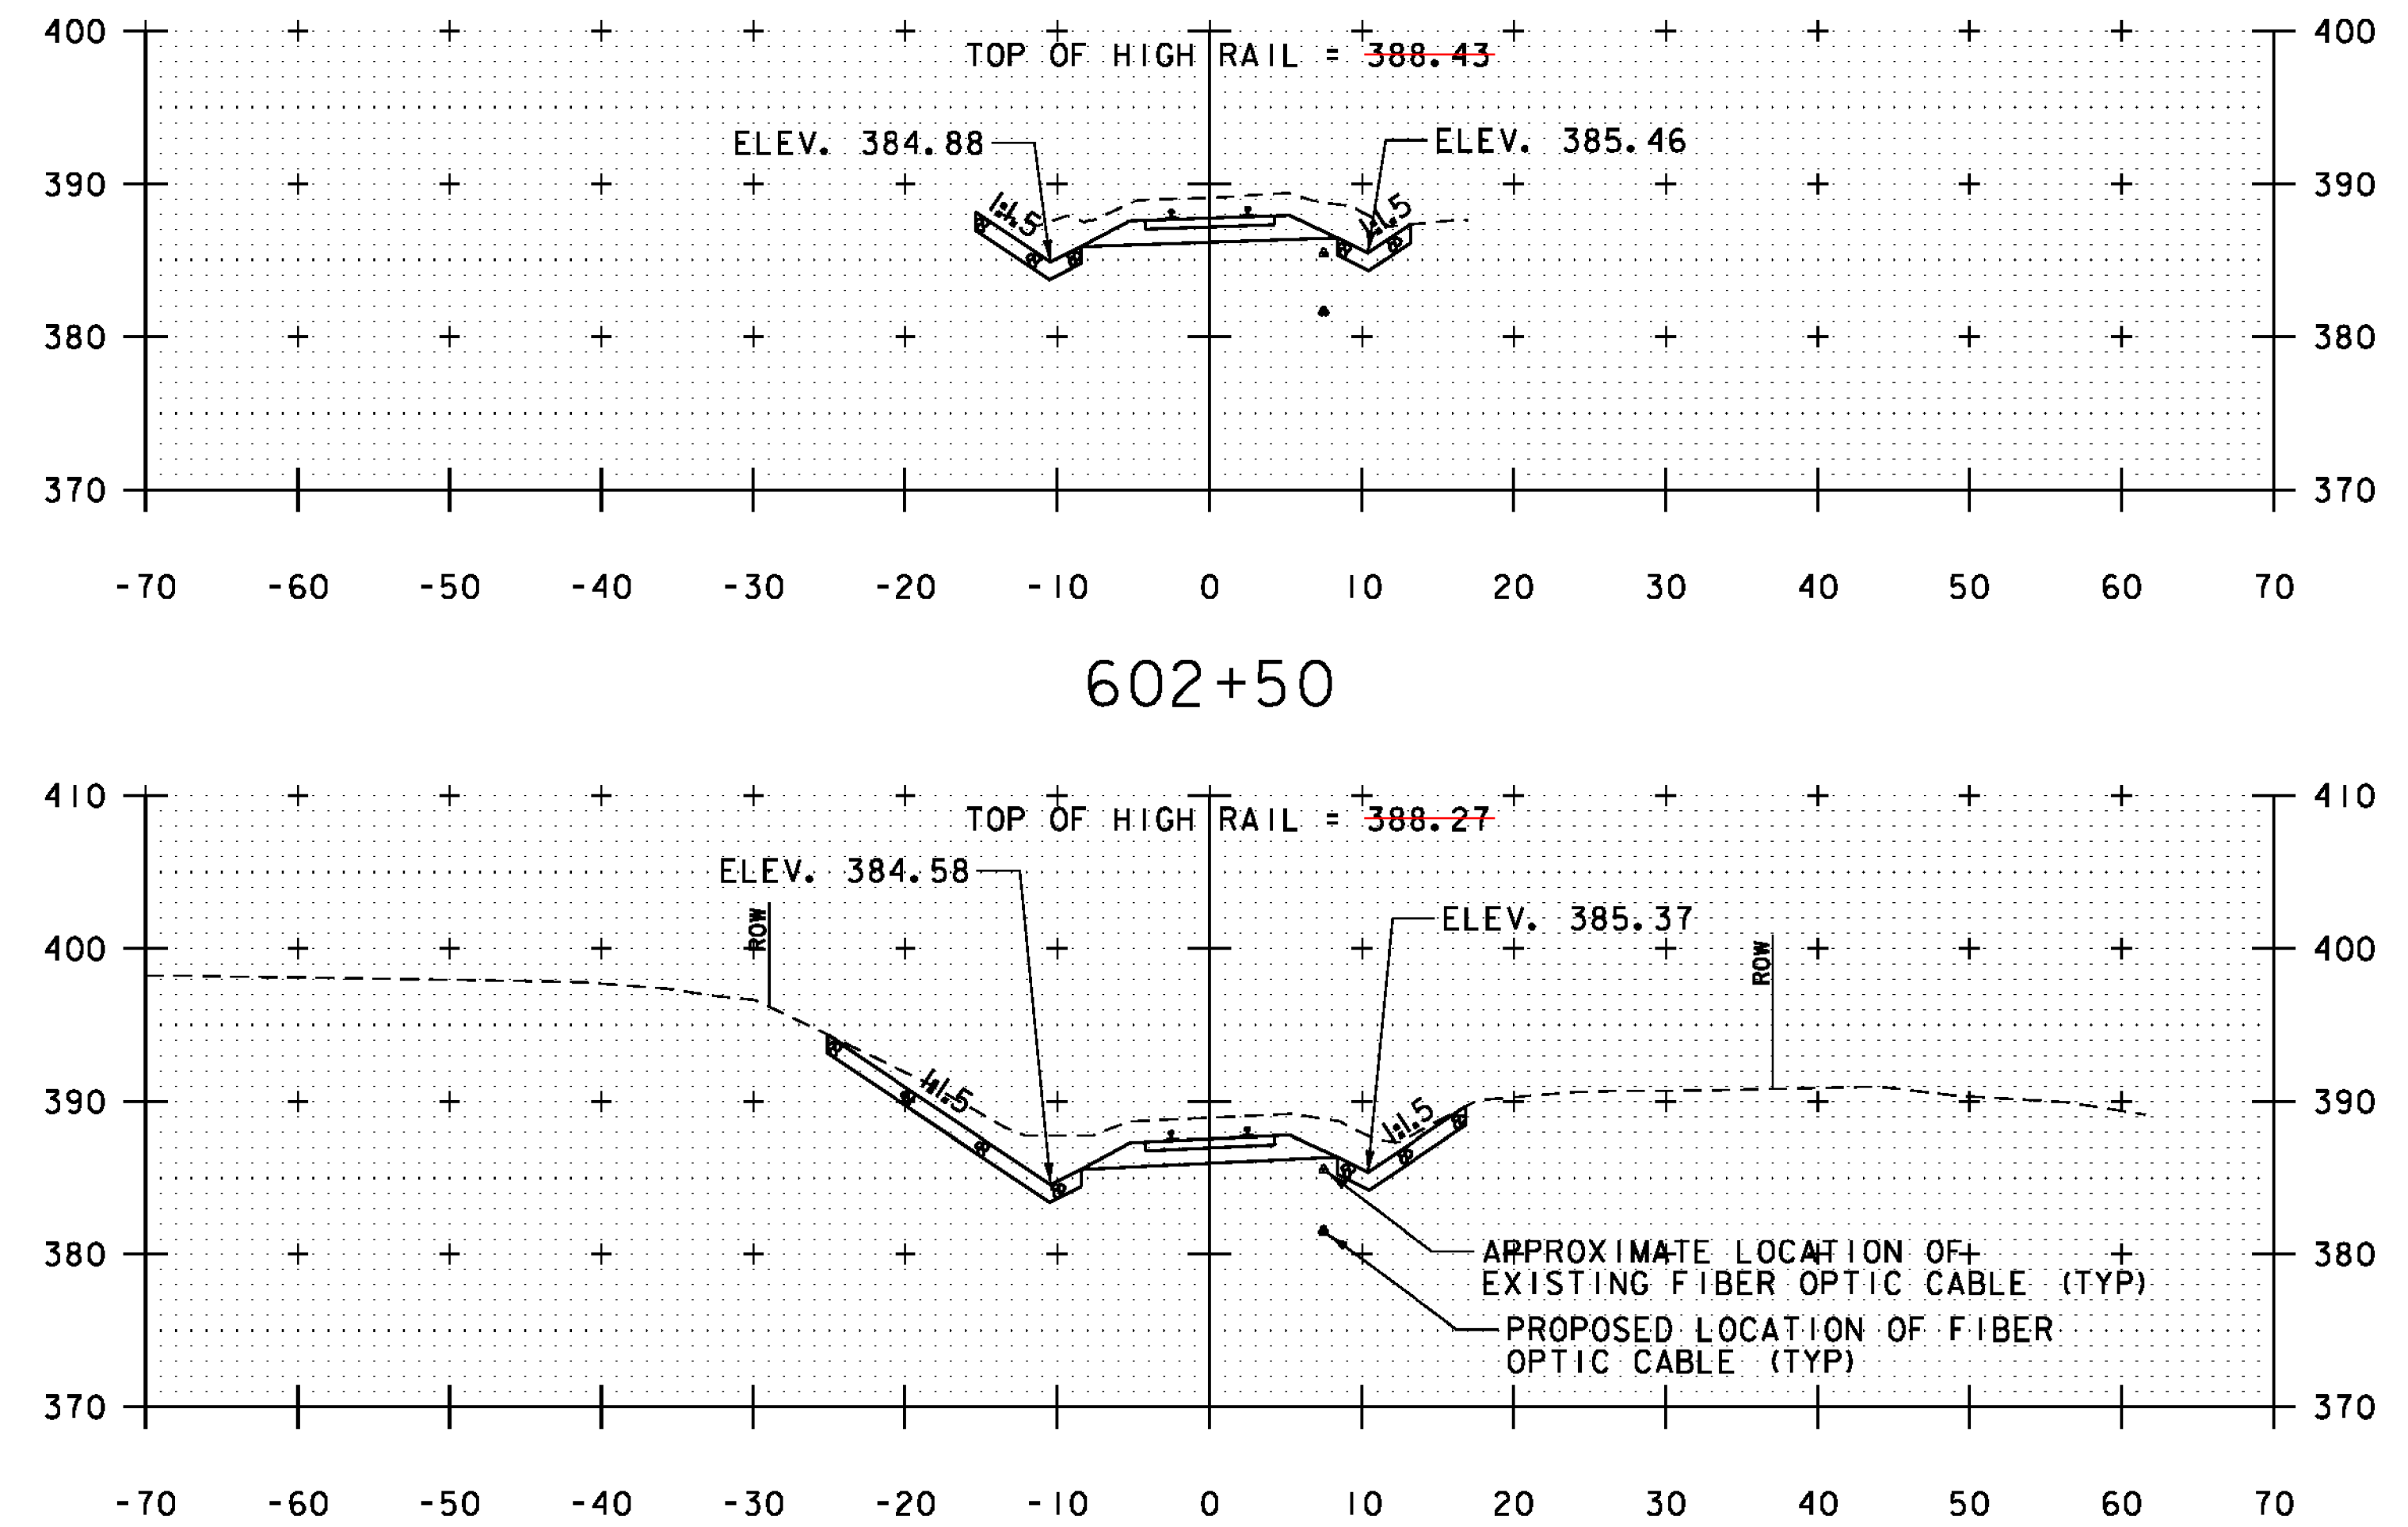 400 400
TOP OF HIGH RAIL = 388.43
ELEV. 384.88 ELEV. 385.46
390 390
1:1.5 1:1.5
380 380
370 370
-70 -60 -50 -40 -30 -20 -10 0 10 20 30 40 50 60 70
602+50
410 410
TOP OF HIGH RAIL = 388.27
ELEV. 384.58
ROW ELEV. 385.37
400 ROW 400
390 1:1.5 1:1.5 390
380 APPROXIMATE LOCATION OF 380
EXISTING FIBER OPTIC CABLE (TYP)
PROPOSED LOCATION OF FIBER
OPTIC CABLE (TYP)
370 370
-70 -60 -50 -40 -30 -20 -10 0 10 20 30 40 50 60 70